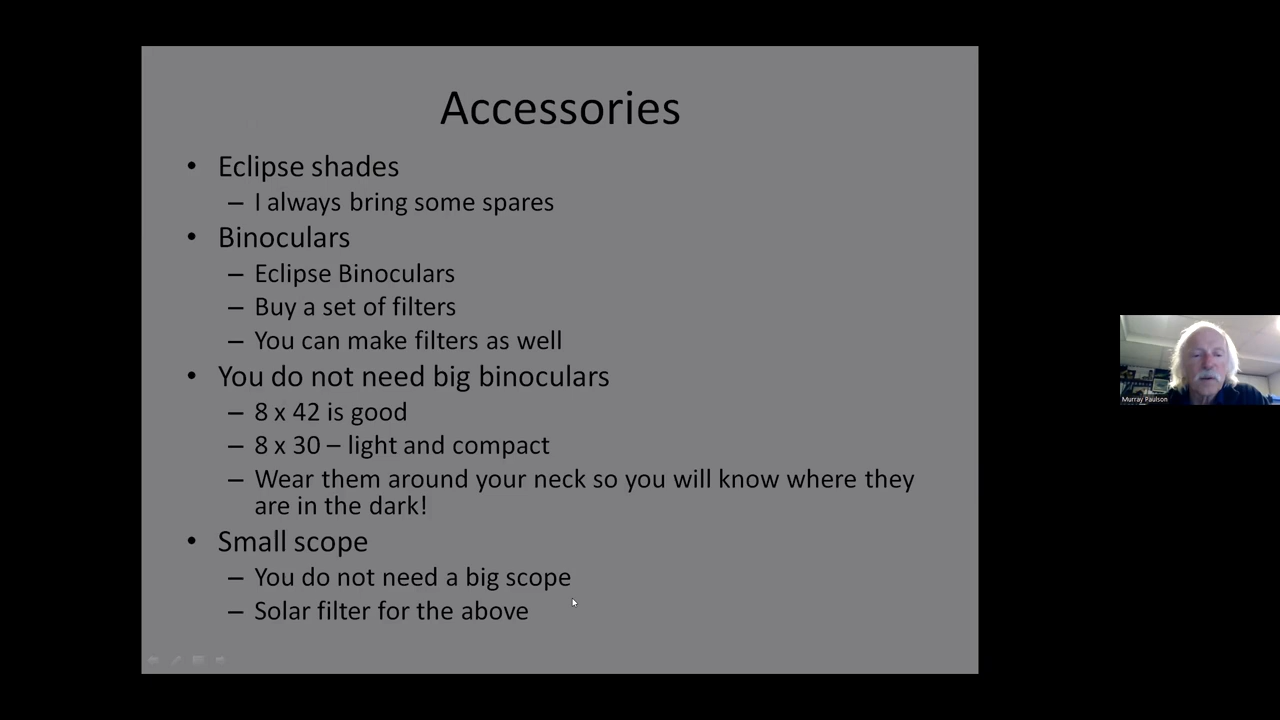 Accessories
• Eclipse shades
– I always bring some spares
• Binoculars
– Eclipse Binoculars
– Buy a set of filters
– You can make filters as well
• You do not need big binoculars
– 8 x 42 is good
– 8 x 30 – light and compact
– Wear them around your neck so you will know where they
are in the dark!
• Small scope
– You do not need a big scope
– Solar filter for the above
Murray Paulson